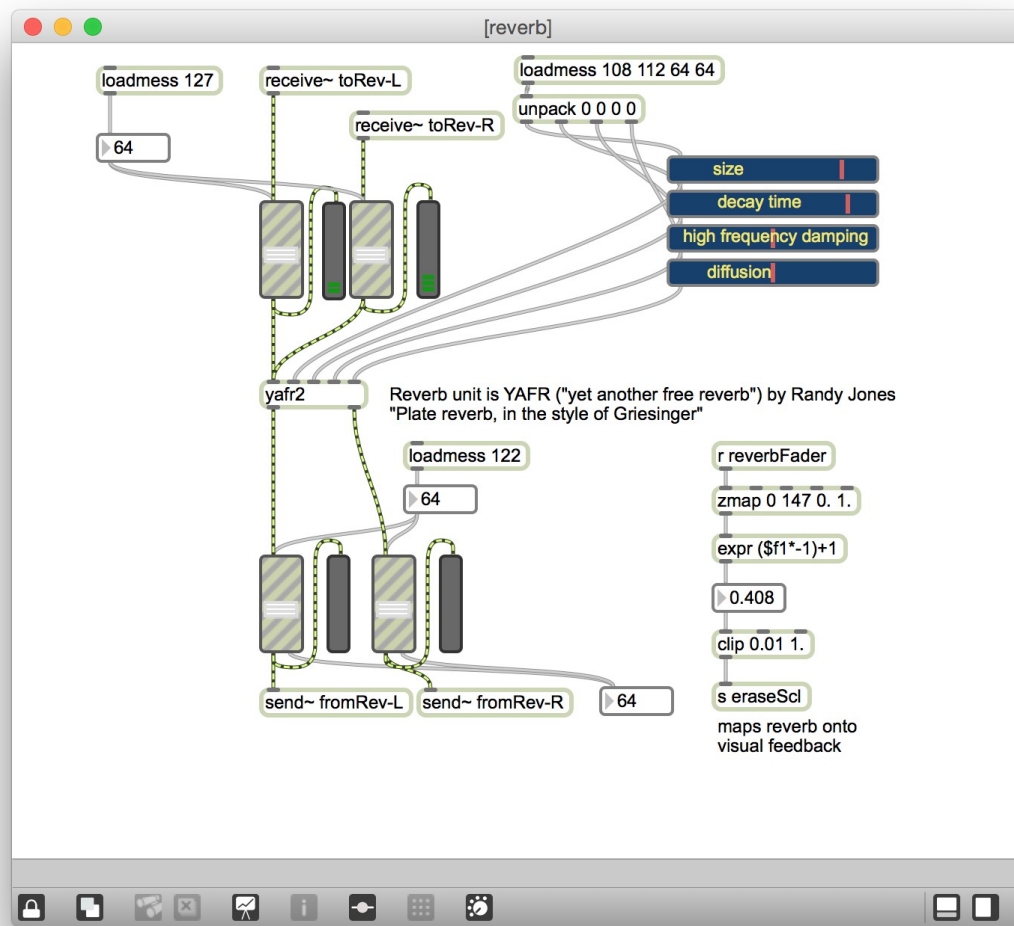 [reverb]
loadmess 127
receive~ toRev-L
loadmess 108 112 64 64
unpack 0 0 0 0
receive~ toRev-R
64
size
decay time
high frequency damping
diffusion
yafr2
Reverb unit is YAFR ("yet another free reverb") by Randy Jones
"Plate reverb, in the style of Griesinger"
loadmess 122
64
r reverbFader
zmap 0 147 0. 1.
expr ($f1*-1)+1
0.408
clip 0.01 1.
s eraseScl
send~ fromRev-L
send~ fromRev-R
64
maps reverb onto
visual feedback